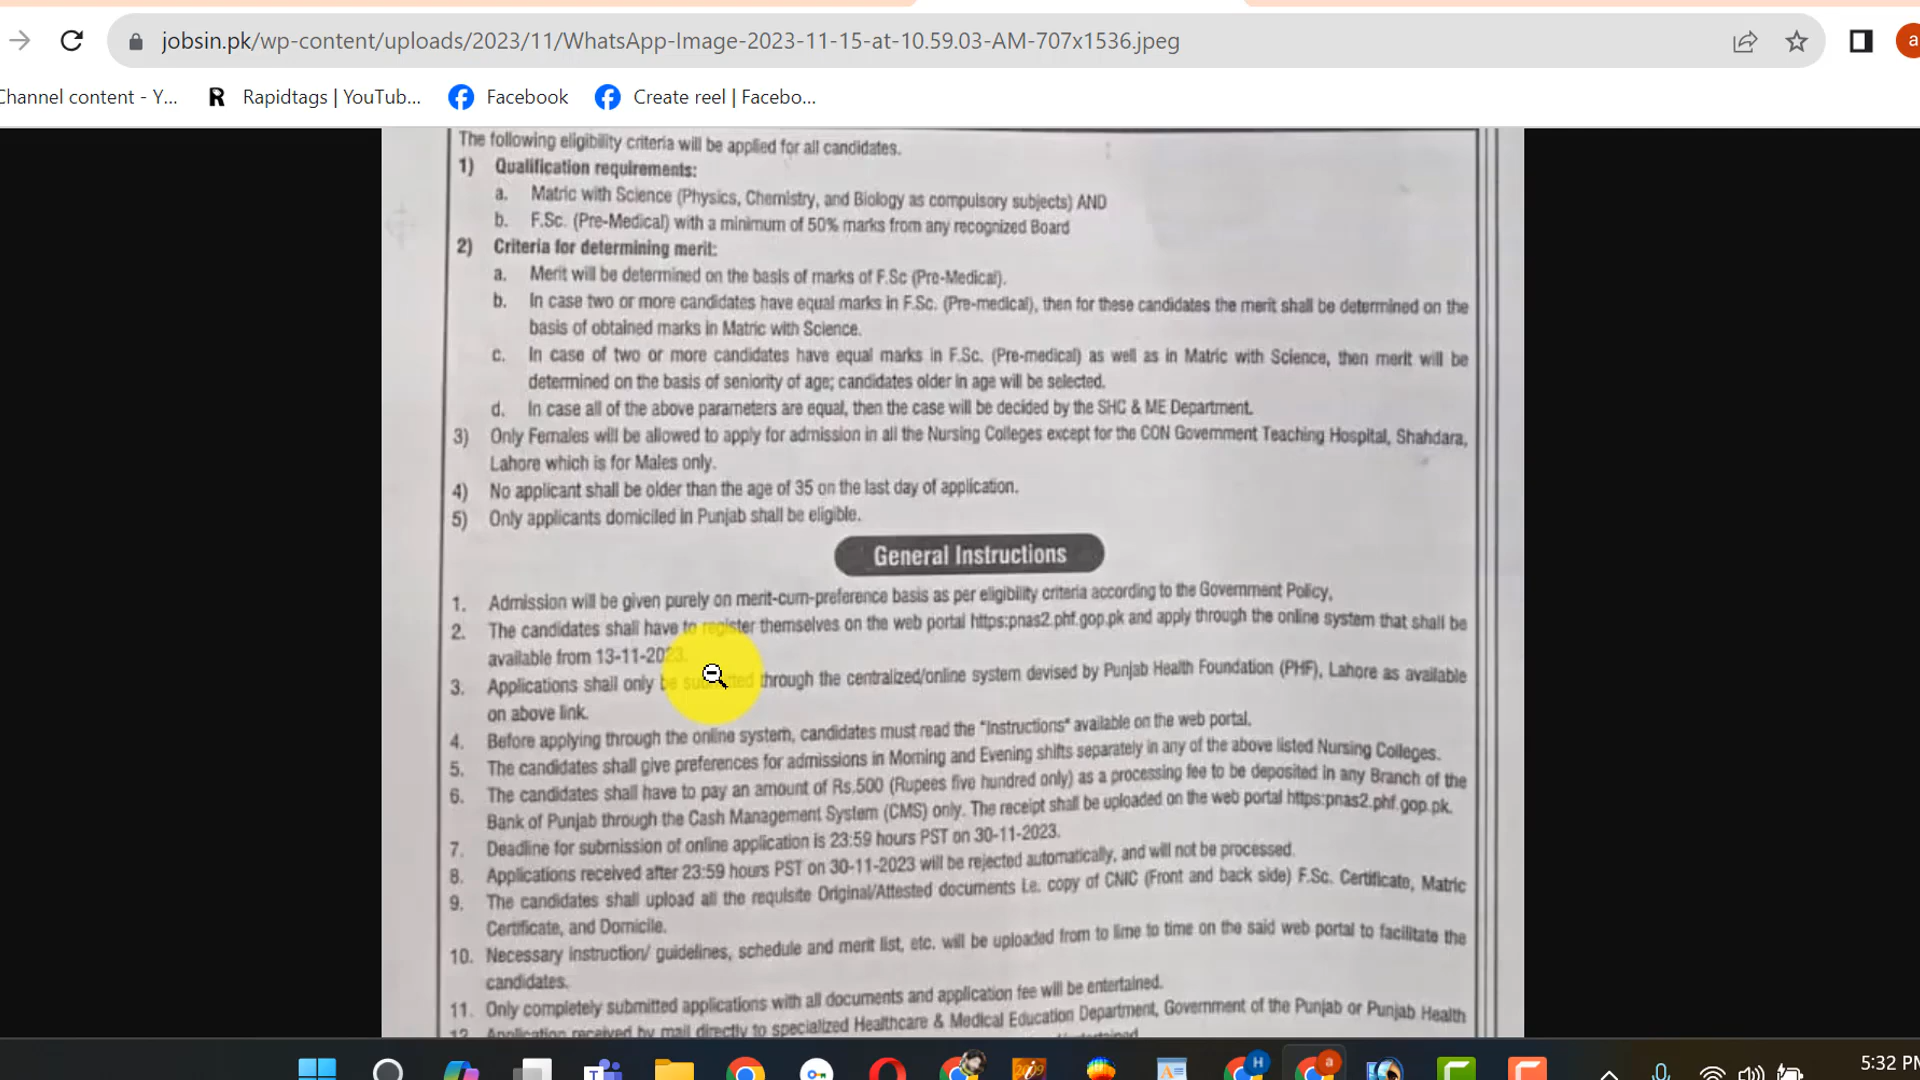 jobsin.pk/wp-content/uploads/2023/11/WhatsApp-Image-2023-11-15-at-10.59.03-AM-707x1536.jpeg
a
Channel content - Y... Rapidtags | YouTub... Facebook Create reel | Facebo...
The following eligibility criteria will be applied for all candidates.
1) Qualification requirements:
a. Matric with Science (Physics, Chemistry, and Biology as compulsory subjects) AND
b. F.Sc. (Pre-Medical) with a minimum of 50% marks from any recognized Board
2) Criteria for determining merit:
a. Merit will be determined on the basis of marks of F.Sc (Pre-Medical).
b. In case two or more candidates have equal marks in F.Sc. (Pre-medical), then for these candidates the merit shall be determined on the
basis of obtained marks in Matric with Science.
c. In case of two or more candidates have equal marks in F.Sc. (Pre-medical) as well as in Matric with Science, then merit will be
determined on the basis of seniority of age; candidates older in age will be selected.
d. In case all of the above parameters are equal, then the case will be decided by the SHC & ME Department.
3) Only Females will be allowed to apply for admission in all the Nursing Colleges except for the CON Government Teaching Hospital, Shahdara,
Lahore which is for Males only.
4) No applicant shall be older than the age of 35 on the last day of application.
5) Only applicants domiciled in Punjab shall be eligible.
General Instructions
1. Admission will be given purely on merit-cum-preference basis as per eligibility criteria according to the Government Policy,
2. The candidates shall have to register themselves on the web portal https:pnas2.phf.gop.pk and apply through the online system that shall be
available from 13-11-2023.
3. Applications shall only be submitted through the centralized/online system devised by Punjab Health Foundation (PHF), Lahore as available
on above link.
4. Before applying through the online system, candidates must read the "Instructions" available on the web portal.
5. The candidates shall give preferences for admissions in Morning and Evening shifts separately in any of the above listed Nursing Colleges.
6. The candidates shall have to pay an amount of Rs.500 (Rupees five hundred only) as a processing fee to be deposited in any Branch of the
Bank of Punjab through the Cash Management System (CMS) only. The receipt shall be uploaded on the web portal https:pnas2.phf.gop.pk.
7. Deadline for submission of online application is 23:59 hours PST on 30-11-2023.
8. Applications received after 23:59 hours PST on 30-11-2023 will be rejected automatically, and will not be processed.
9. The candidates shall upload all the requisite Original/Attested documents i.e. copy of CNIC (Front and back side) F.Sc. Certificate, Matric
Certificate, and Domicile.
10. Necessary instruction/ guidelines, schedule and merit list, etc. will be uploaded from to lime to time on the said web portal to facilitate the
candidates.
11. Only completely submitted applications with all documents and application fee will be entertained.
12. Application received by mail directly to specialized Healthcare & Medical Education Department, Government of the Punjab or Punjab Health
5:32 PM